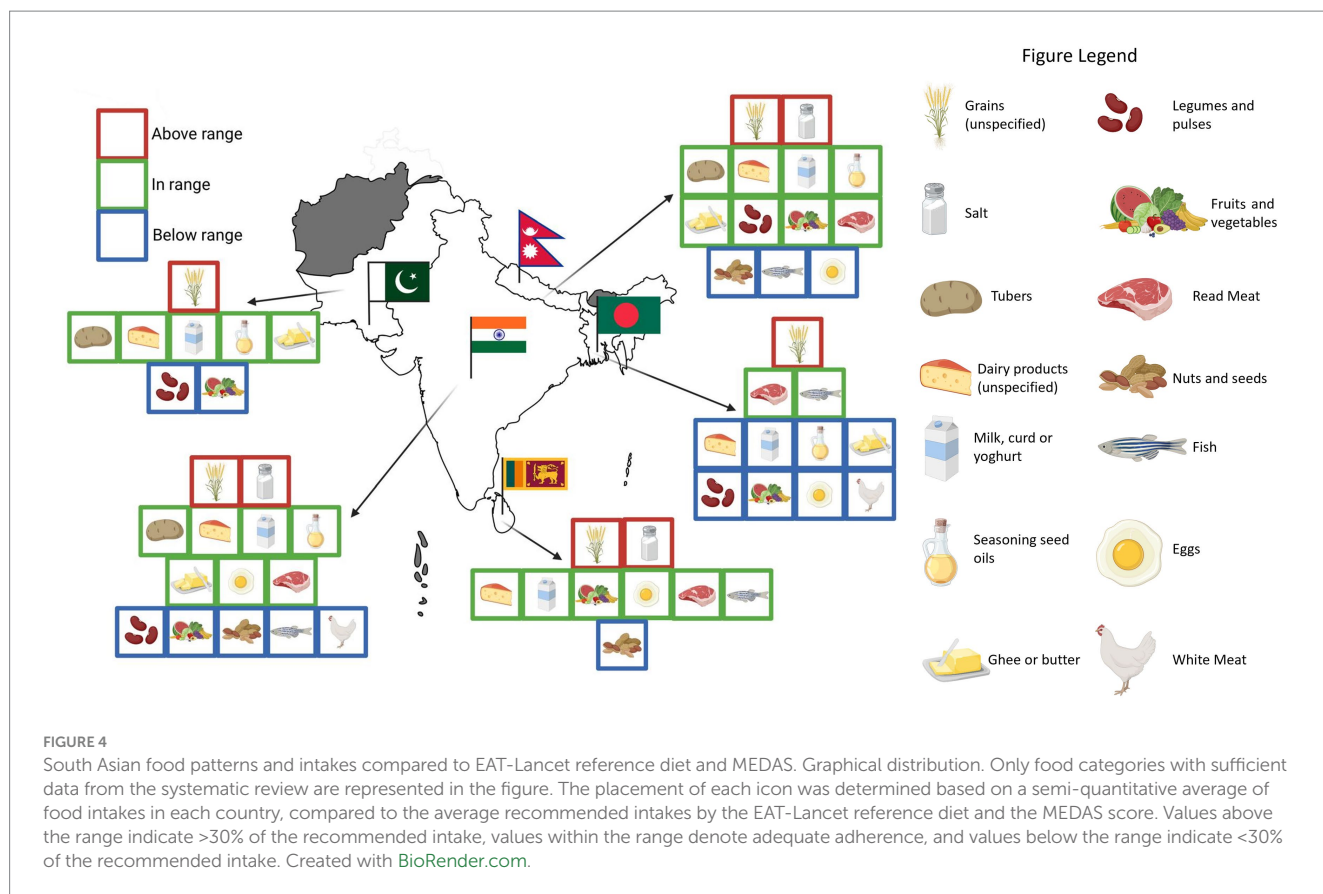 Figure Legend
Above range
In range
Below range
Grains
(unspecified)
Legumes and
pulses
Salt
Fruits and
vegetables
Tubers
Read Meat
Dairy products
(unspecified)
Nuts and seeds
Milk, curd or
yoghurt
Fish
Seasoning seed
oils
Eggs
Ghee or butter
White Meat
FIGURE 4
South Asian food patterns and intakes compared to EAT-Lancet reference diet and MEDAS. Graphical distribution. Only food categories with sufficient
data from the systematic review are represented in the figure. The placement of each icon was determined based on a semi-quantitative average of
food intakes in each country, compared to the average recommended intakes by the EAT-Lancet reference diet and the MEDAS score. Values above
the range indicate >30% of the recommended intake, values within the range denote adequate adherence, and values below the range indicate <30%
of the recommended intake. Created with BioRender.com.